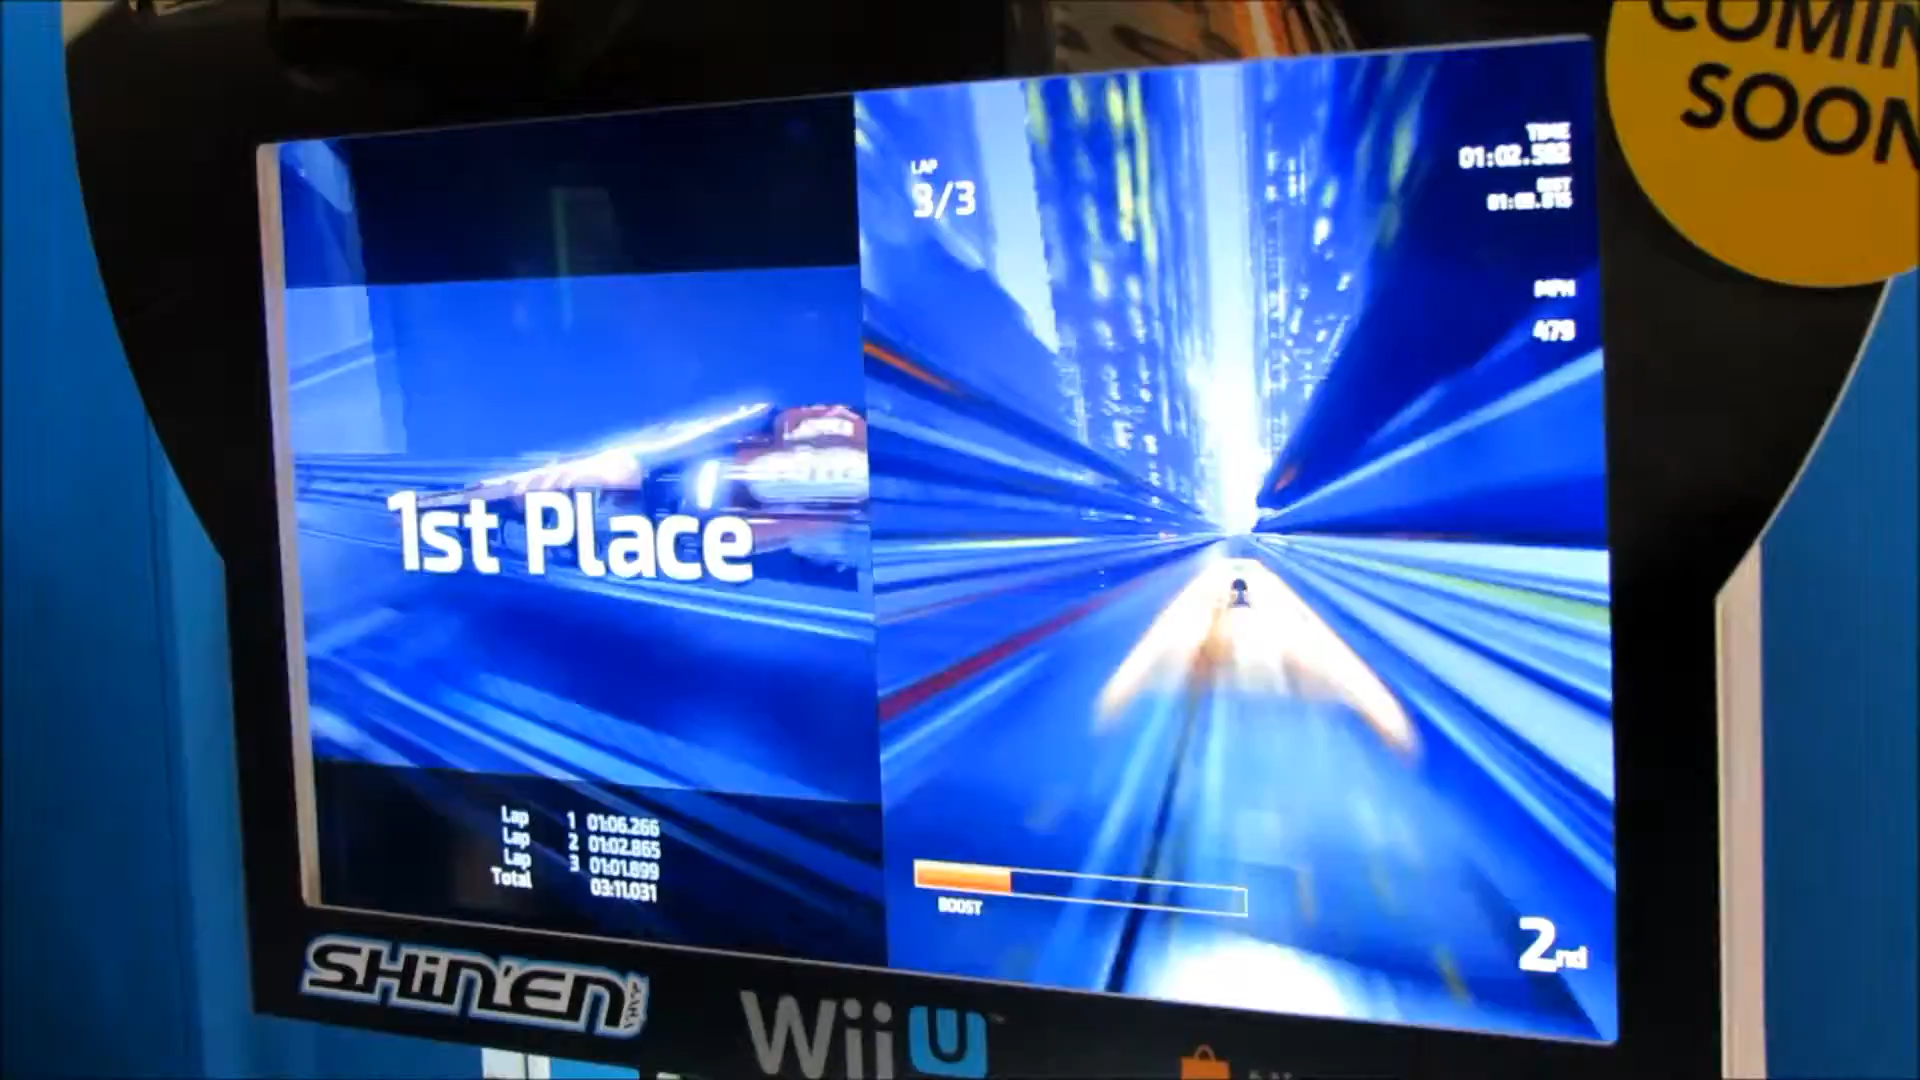 COMIN
SOON
LAP
3/3
TIME
01:02.502
MPH
479
1st Place
Lap 1 01:06.266
Lap 2 01:02.865
Lap 3 01:01.899
Total 03:11.031
BOOST
2nd
SHIN'EN
Wii U